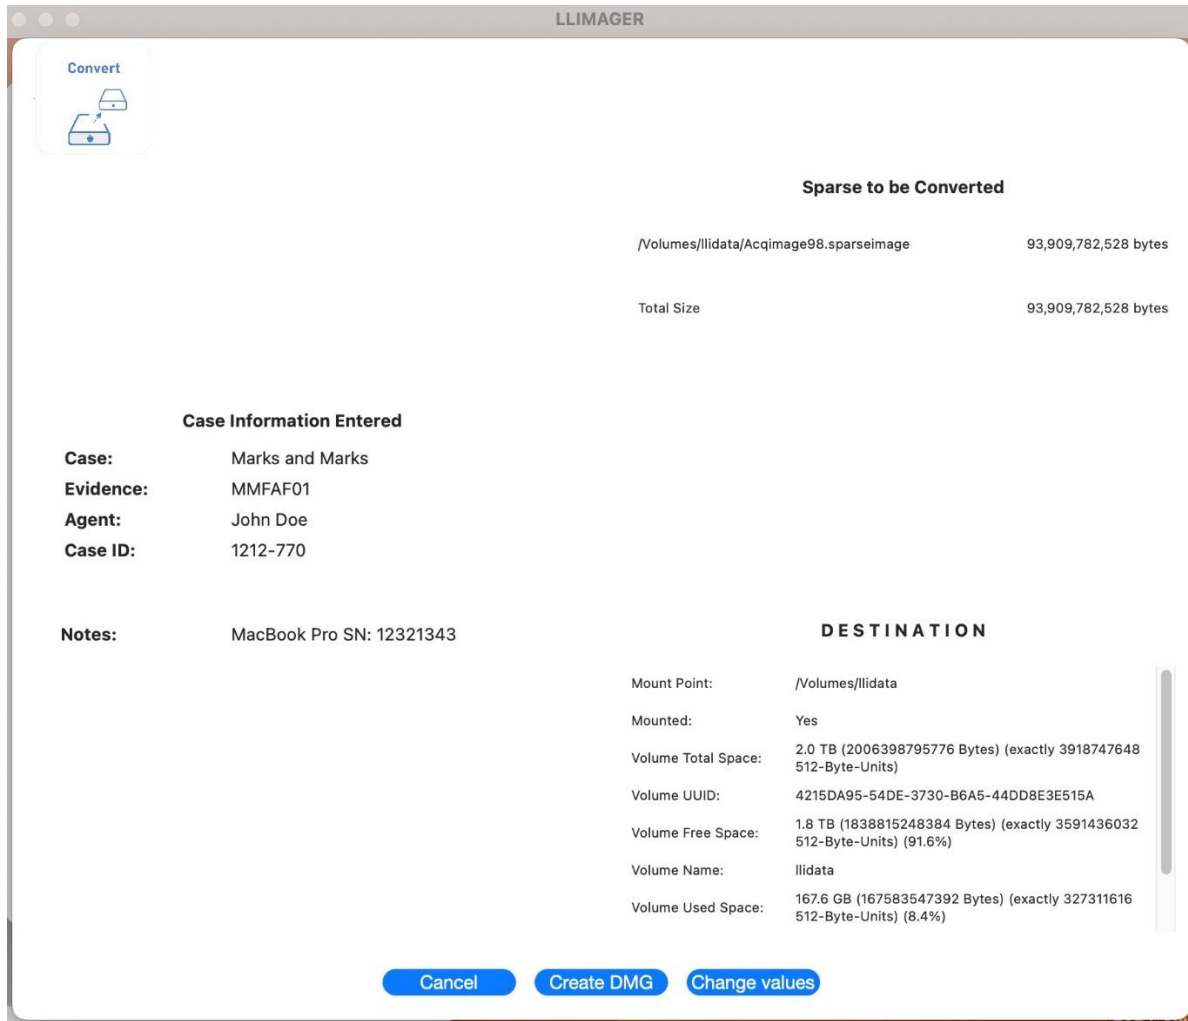 LLIMAGER
Convert
Sparse to be Converted
/Volumes/llidata/Acqimage98.sparseimage 93,909,782,528 bytes
Total Size 93,909,782,528 bytes
Case Information Entered
Case: Marks and Marks
Evidence: MMFAF01
Agent: John Doe
Case ID: 1212-770
Notes: MacBook Pro SN: 12321343
DESTINATION
Mount Point: /Volumes/llidata
Mounted: Yes
Volume Total Space: 2.0 TB (2006398795776 Bytes) (exactly 3918747648
512-Byte-Units)
Volume UUID: 4215DA95-54DE-3730-B6A5-44DD8E3E515A
Volume Free Space: 1.8 TB (1838815248384 Bytes) (exactly 3591436032
512-Byte-Units) (91.6%)
Volume Name: llidata
Volume Used Space: 167.6 GB (167583547392 Bytes) (exactly 327311616
512-Byte-Units) (8.4%)
Cancel Create DMG Change values